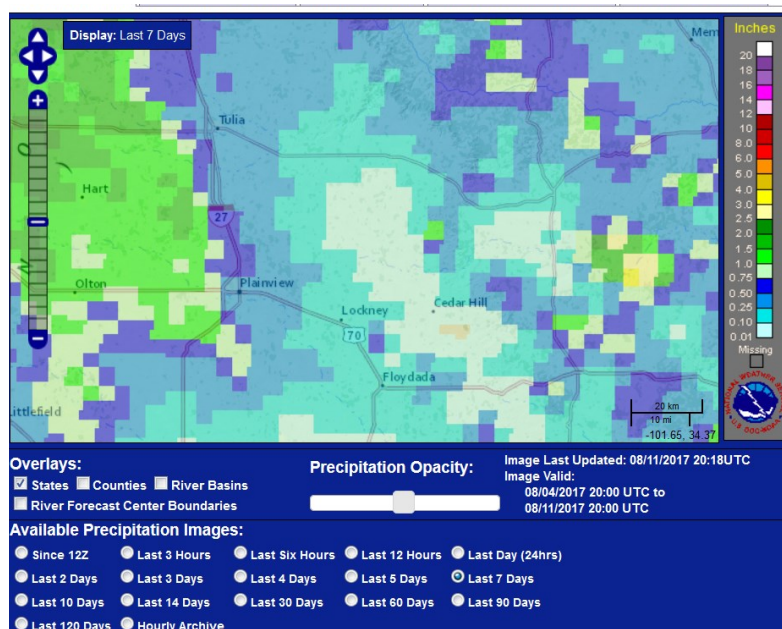 Display: Last 7 Days
Mem
Inches
20
18
16
14
12
10
8.0
6.0
5.0
4.0
3.0
2.5
2.0
1.5
1.0
0.75
0.50
0.25
0.10
0.01
Missing
Tulia
Hart
27
Olton
Plainview
Lockney
Cedar Hill
70
Floydada
Littlefield
20 km
10 mi
-101.65, 34.37
NATIONAL WEATHER
Overlays:
States Counties River Basins
River Forecast Center Boundaries
Precipitation Opacity:
Image Last Updated: 08/11/2017 20:18UTC
Image Valid:
08/04/2017 20:00 UTC to
08/11/2017 20:00 UTC
Available Precipitation Images:
Since 12Z Last 3 Hours Last Six Hours Last 12 Hours Last Day (24hrs)
Last 2 Days Last 3 Days Last 4 Days Last 5 Days Last 7 Days
Last 10 Days Last 14 Days Last 30 Days Last 60 Days Last 90 Days
Last 120 Days Hourly Archive